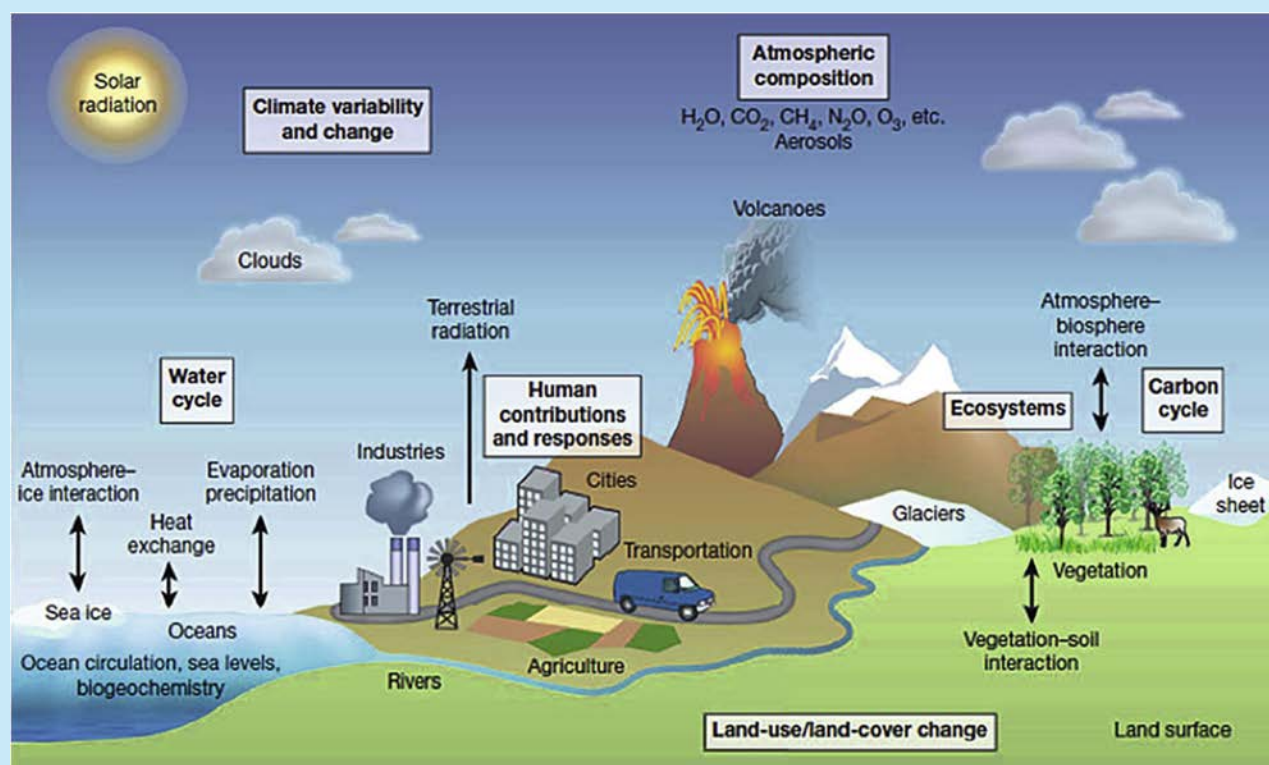 Solar
radiation
Climate variability
and change
Atmospheric
composition
H₂O, CO₂, CH₄, N₂O, O₃, etc.
Aerosols
Volcanoes
Clouds
Terrestrial
radiation
Atmosphere–
biosphere
interaction
Water
cycle
Human
contributions
and responses
Ecosystems
Carbon
cycle
Atmosphere–
ice interaction
Evaporation
precipitation
Industries
Cities
Heat
exchange
Transportation
Glaciers
Ice
sheet
Sea ice
Oceans
Vegetation
Ocean circulation, sea levels,
biogeochemistry
Rivers
Agriculture
Vegetation–soil
interaction
Land-use/land-cover change
Land surface